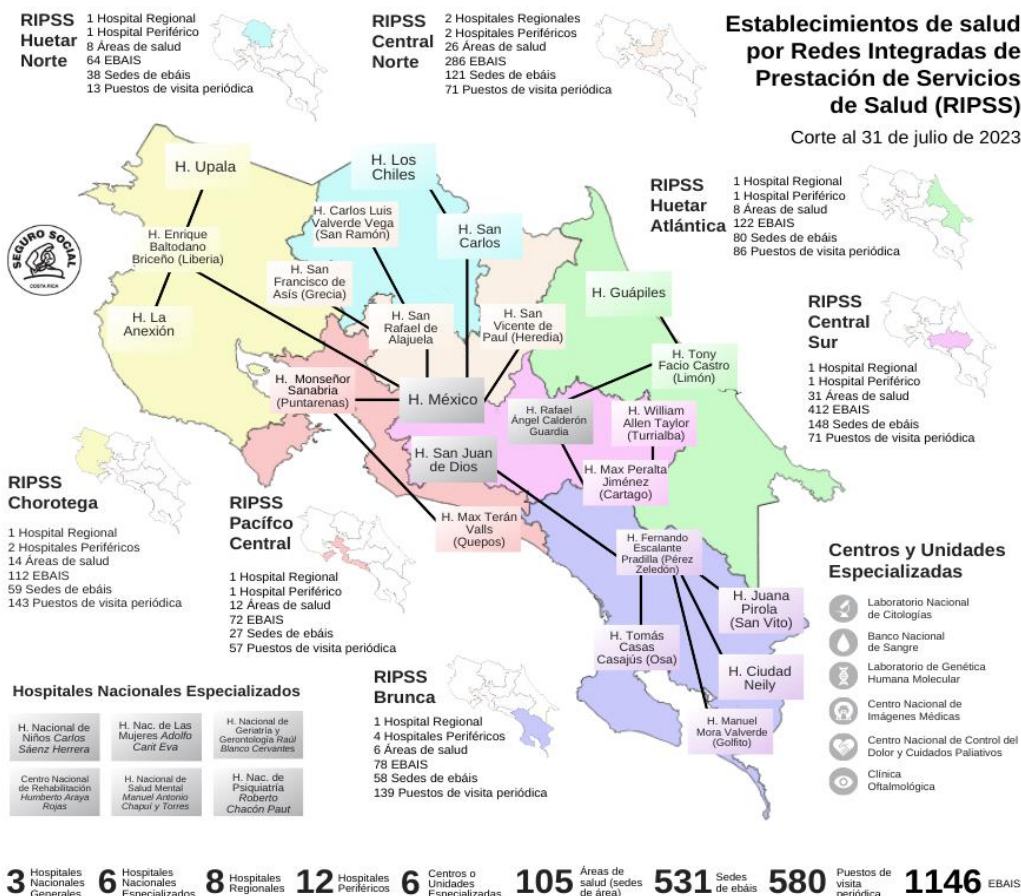 RIPSS
Huetar
Norte
1 Hospital Regional
1 Hospital Periférico
8 Áreas de salud
64 EBAIS
38 Sedes de ebáis
13 Puestos de visita periódica
RIPSS
Central
Norte
2 Hospitales Regionales
2 Hospitales Periféricos
26 Áreas de salud
286 EBAIS
121 Sedes de ebáis
71 Puestos de visita periódica
Establecimientos de salud
por Redes Integradas de
Prestación de Servicios
de Salud (RIPSS)
Corte al 31 de julio de 2023
RIPSS
Huetar
Atlántica
1 Hospital Regional
1 Hospital Periférico
8 Áreas de salud
122 EBAIS
80 Sedes de ebáis
86 Puestos de visita periódica
SEGURO SOCIAL
COSTA RICA
H. Upala
H. Los
Chiles
H. Carlos Luis
Valverde Vega
(San Ramón)
H. San
Carlos
H. Enrique
Baltodano
Briceño (Liberia)
H. San
Francisco de
Asís (Grecia)
H. La
Anexión
H. San
Rafael de
Alajuela
H. San
Vicente de
Paul (Heredia)
H. Guápiles
H. Tony
Facio Castro
(Limón)
H. Monseñor
Sanabria
(Puntarenas)
H. México
H. Rafael
Ángel Calderón
Guardia
H. William
Allen Taylor
(Turrialba)
H. San Juan
de Dios
H. Max Peralta
Jiménez
(Cartago)
H. Max Terán
Valls
(Quepos)
H. Fernando
Escalante
Pradilla (Pérez
Zeledón)
H. Juana
Pirola
(San Vito)
H. Tomás
Casas
Casajús (Osa)
H. Ciudad
Neily
H. Manuel
Mora Valverde
(Golfito)
RIPSS
Central
Sur
1 Hospital Regional
1 Hospital Periférico
31 Áreas de salud
412 EBAIS
148 Sedes de ebáis
71 Puestos de visita periódica
RIPSS
Chorotega
1 Hospital Regional
2 Hospitales Periféricos
14 Áreas de salud
112 EBAIS
59 Sedes de ebáis
143 Puestos de visita periódica
RIPSS
Pacífco
Central
1 Hospital Regional
1 Hospital Periférico
12 Áreas de salud
72 EBAIS
27 Sedes de ebáis
57 Puestos de visita periódica
RIPSS
Brunca
1 Hospital Regional
4 Hospitales Periféricos
6 Áreas de salud
78 EBAIS
58 Sedes de ebáis
139 Puestos de visita periódica
Centros y Unidades
Especializadas
Laboratorio Nacional
de Citologías
Banco Nacional
de Sangre
Laboratorio de Genética
Humana Molecular
Centro Nacional de
Imágenes Médicas
Centro Nacional de Control del
Dolor y Cuidados Paliativos
Clínica
Oftalmológica
Hospitales Nacionales Especializados
H. Nacional de
Niños Carlos
Sáenz Herrera
H. Nac. de Las
Mujeres Adolfo
Carit Eva
H. Nacional de
Geriatría y
Gerontología Raúl
Blanco Cervantes
Centro Nacional
de Rehabilitación
Humberto Araya
Rojas
H. Nacional de
Salud Mental
Manuel Antonio
Chapuí y Torres
H. Nac. de
Psiquiatría
Roberto
Chacón Paut
3 Hospitales
Nacionales
Generales
6 Hospitales
Nacionales
Especializados
8 Hospitales
Regionales
12 Hospitales
Periféricos
6 Centros o
Unidades
Especializadas
105 Áreas de
salud (sedes
de área)
531 Sedes
de ebáis
580 Puestos de
visita
periódica
1146 EBAIS